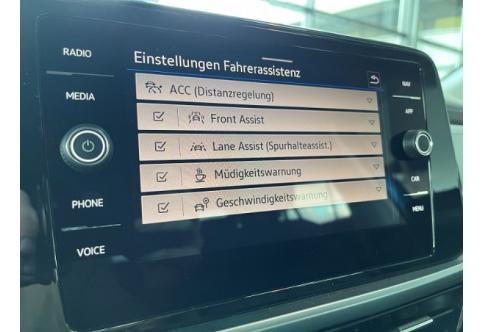 RADIO
MEDIA
PHONE
VOICE
Einstellungen Fahrerassistenz
ACC (Distanzregelung)
Front Assist
Lane Assist (Spurhalteassist.)
Müdigkeitswarnung
Geschwindigkeitswarnung
NAV
APP
CAR
MENU